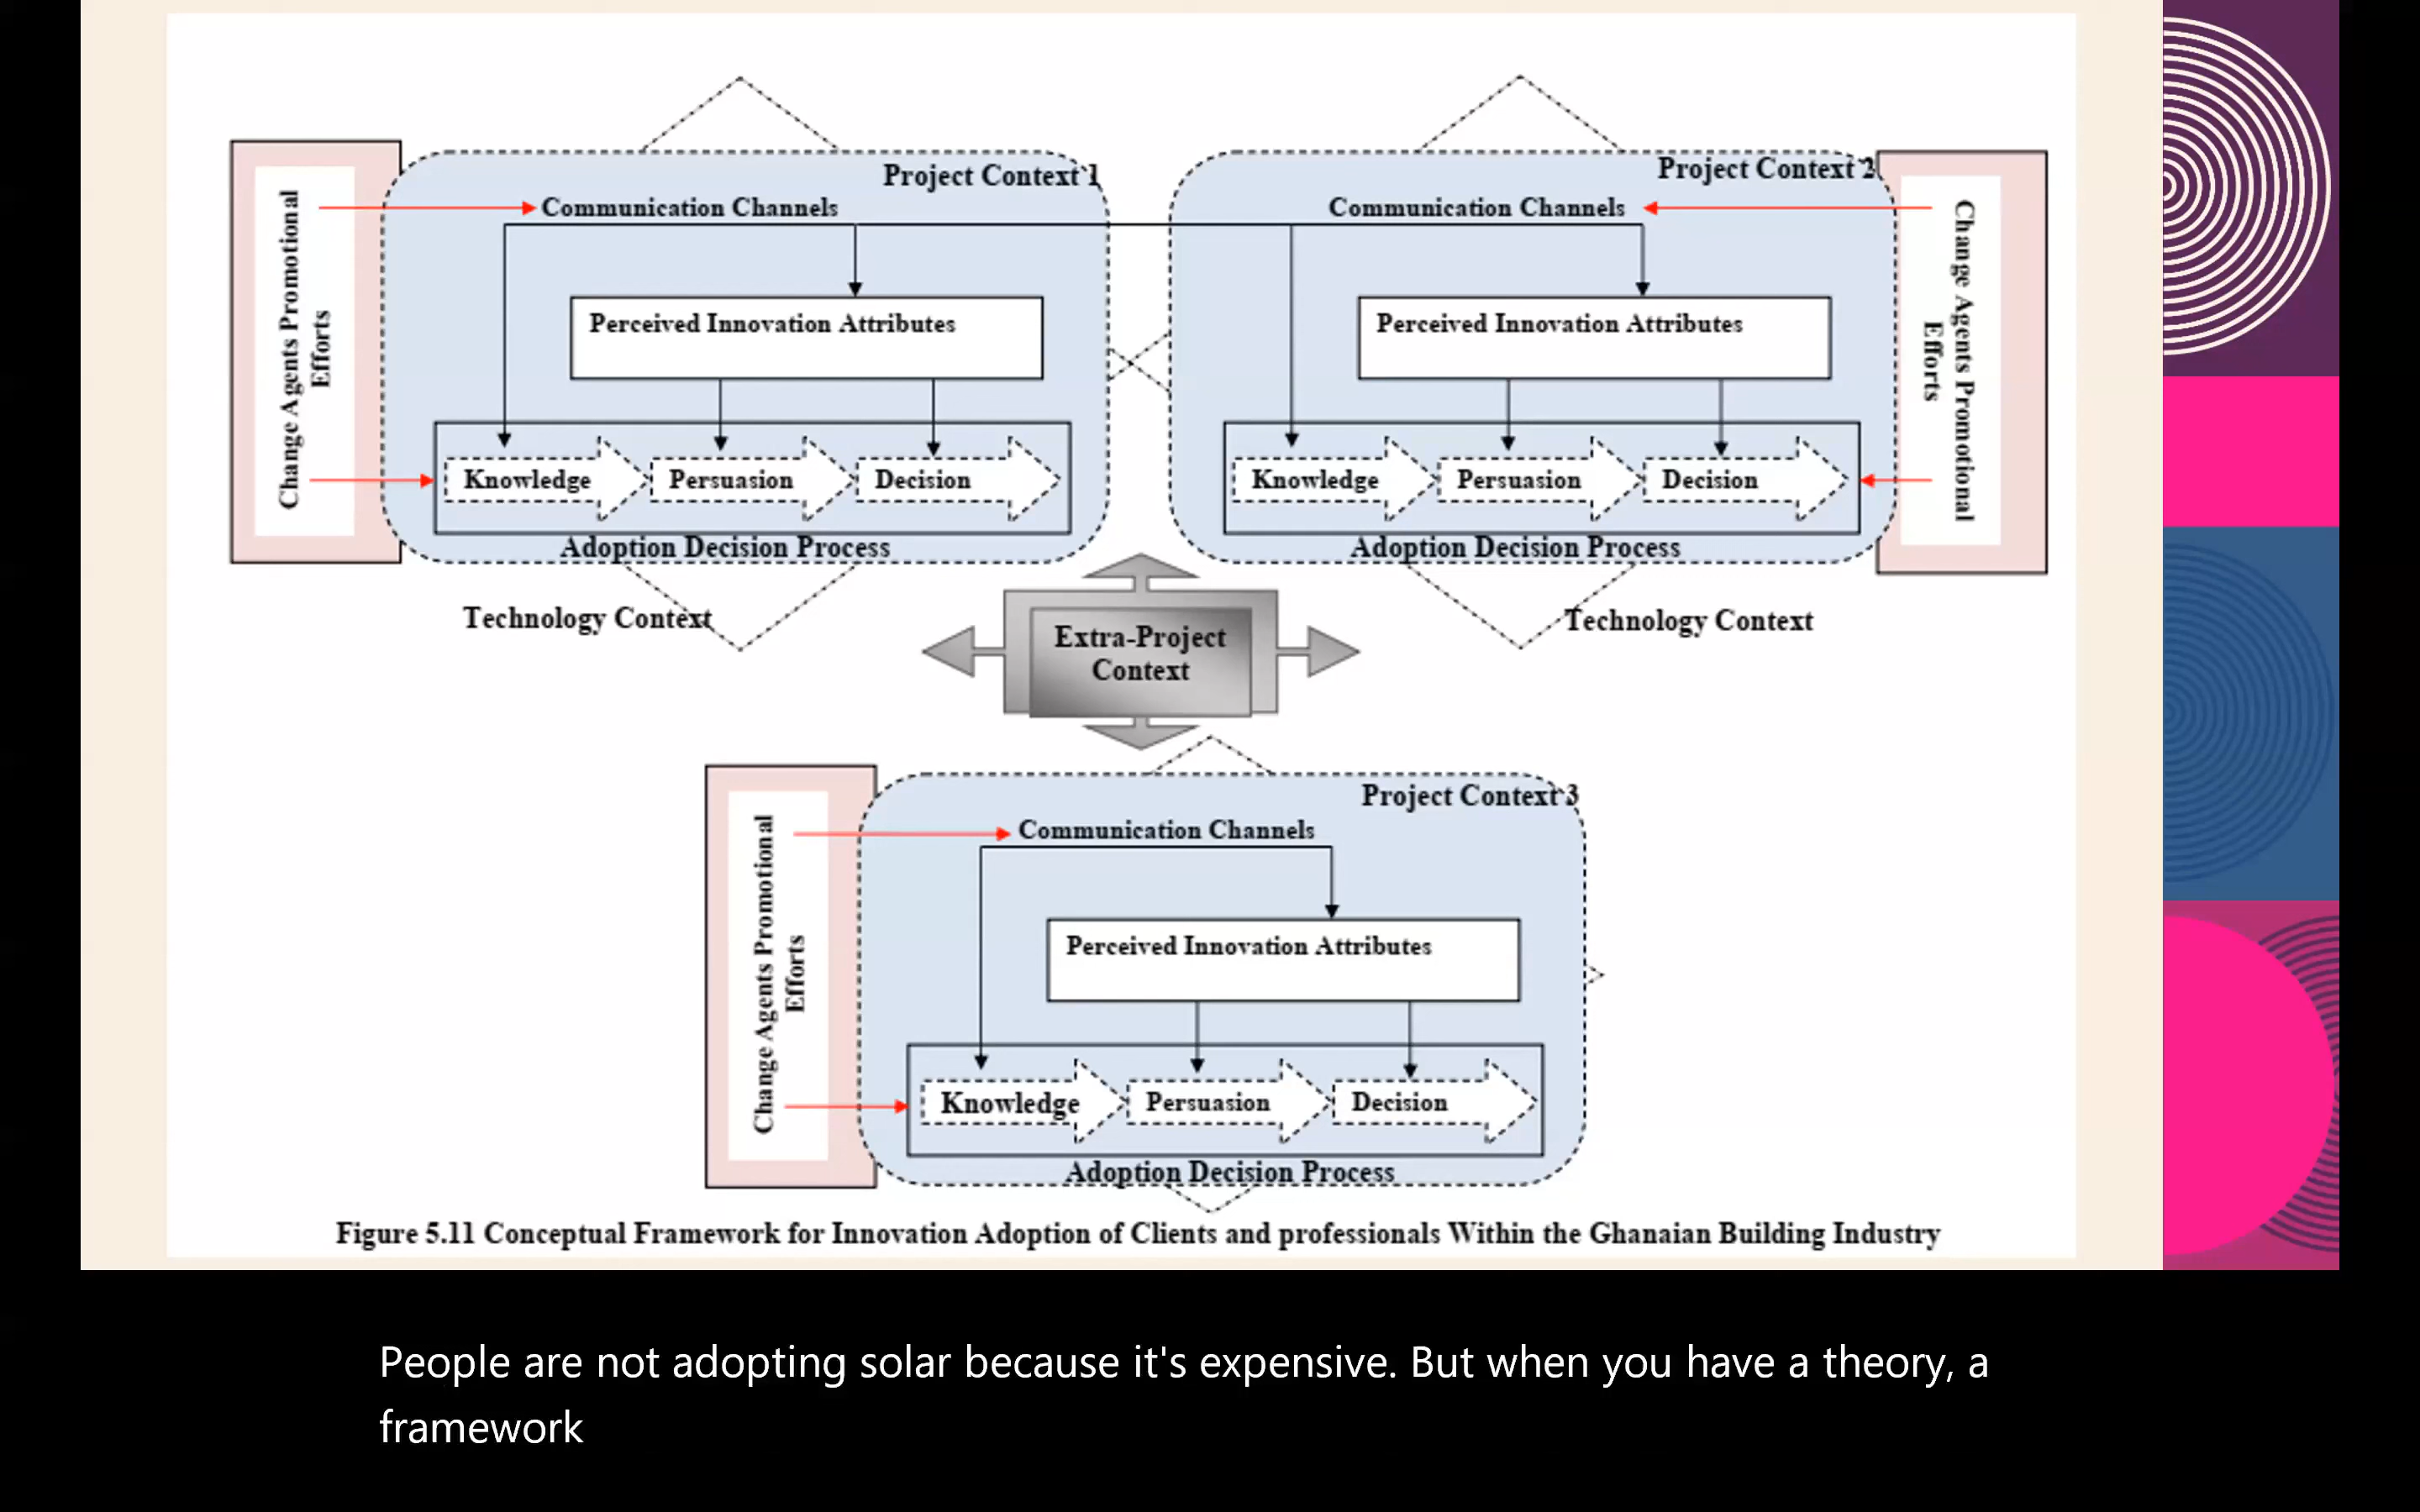 Project Context 1
Communication Channels
Change Agents Promotional
Efforts
Perceived Innovation Attributes
Knowledge
Persuasion
Decision
Adoption Decision Process
Technology Context
Project Context 2
Communication Channels
Change Agents Promotional
Efforts
Perceived Innovation Attributes
Knowledge
Persuasion
Decision
Adoption Decision Process
Technology Context
Extra-Project
Context
Project Context 3
Communication Channels
Change Agents Promotional
Efforts
Perceived Innovation Attributes
Knowledge
Persuasion
Decision
Adoption Decision Process
Figure 5.11 Conceptual Framework for Innovation Adoption of Clients and professionals Within the Ghanaian Building Industry
People are not adopting solar because it's expensive. But when you have a theory, a
framework